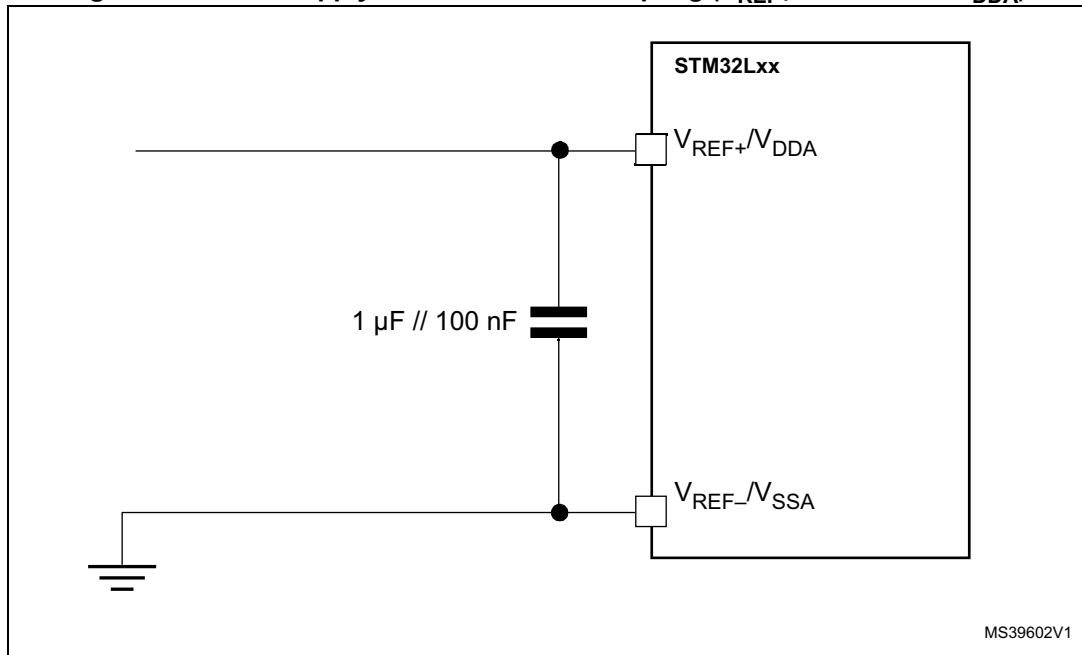 STM32Lxx
VREF+/VDDA
1 µF // 100 nF
VREF–/VSSA
MS39602V1